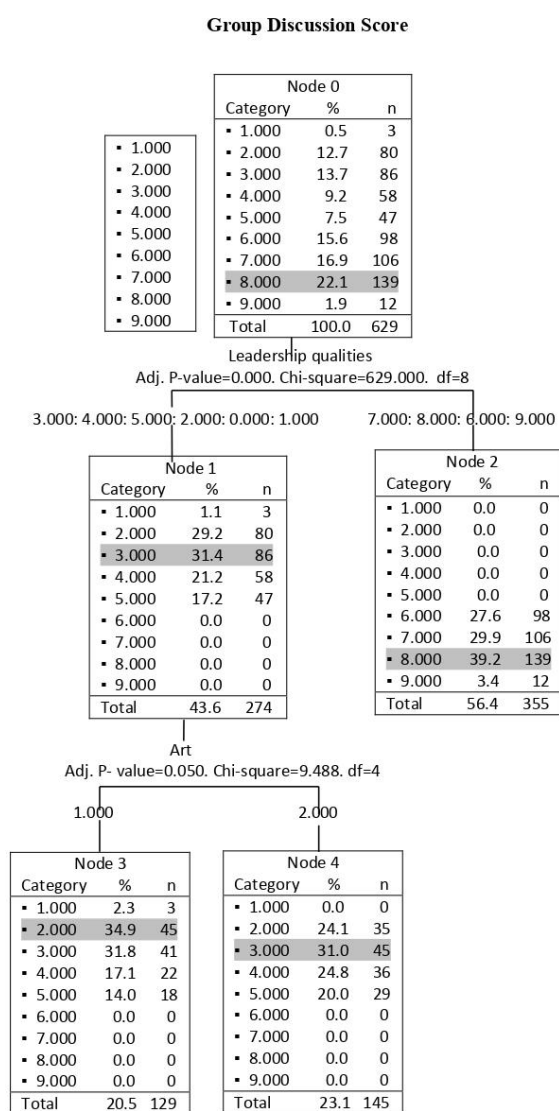 Group Discussion Score
Node 0
Category % n
▪ 1.000 0.5 3
▪ 2.000 12.7 80
▪ 3.000 13.7 86
▪ 4.000 9.2 58
▪ 5.000 7.5 47
▪ 6.000 15.6 98
▪ 7.000 16.9 106
▪ 8.000 22.1 139
▪ 9.000 1.9 12
Total 100.0 629
▪ 1.000
▪ 2.000
▪ 3.000
▪ 4.000
▪ 5.000
▪ 6.000
▪ 7.000
▪ 8.000
▪ 9.000
Leadership qualities
Adj. P-value=0.000. Chi-square=629.000. df=8
3.000: 4.000: 5.000: 2.000: 0.000: 1.000
7.000: 8.000: 6.000: 9.000
Node 1
Category % n
▪ 1.000 1.1 3
▪ 2.000 29.2 80
▪ 3.000 31.4 86
▪ 4.000 21.2 58
▪ 5.000 17.2 47
▪ 6.000 0.0 0
▪ 7.000 0.0 0
▪ 8.000 0.0 0
▪ 9.000 0.0 0
Total 43.6 274
Node 2
Category % n
▪ 1.000 0.0 0
▪ 2.000 0.0 0
▪ 3.000 0.0 0
▪ 4.000 0.0 0
▪ 5.000 0.0 0
▪ 6.000 27.6 98
▪ 7.000 29.9 106
▪ 8.000 39.2 139
▪ 9.000 3.4 12
Total 56.4 355
Art
Adj. P- value=0.050. Chi-square=9.488. df=4
1.000
2.000
Node 3
Category % n
▪ 1.000 2.3 3
▪ 2.000 34.9 45
▪ 3.000 31.8 41
▪ 4.000 17.1 22
▪ 5.000 14.0 18
▪ 6.000 0.0 0
▪ 7.000 0.0 0
▪ 8.000 0.0 0
▪ 9.000 0.0 0
Total 20.5 129
Node 4
Category % n
▪ 1.000 0.0 0
▪ 2.000 24.1 35
▪ 3.000 31.0 45
▪ 4.000 24.8 36
▪ 5.000 20.0 29
▪ 6.000 0.0 0
▪ 7.000 0.0 0
▪ 8.000 0.0 0
▪ 9.000 0.0 0
Total 23.1 145